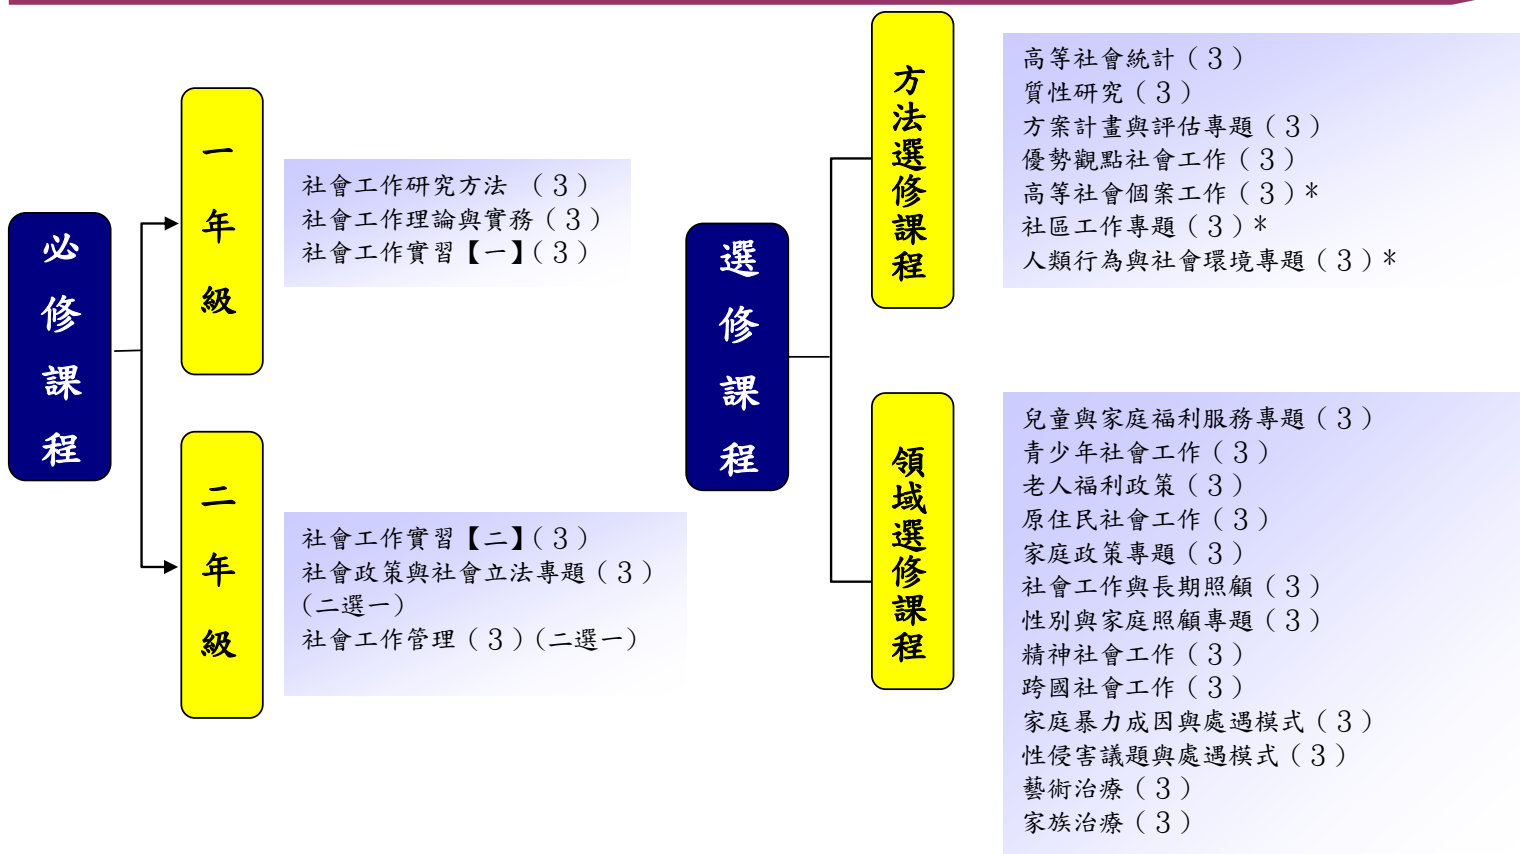 必修課程
一年級
社會工作研究方法 （3）
社會工作理論與實務（3）
社會工作實習【一】（3）
二年級
社會工作實習【二】（3）
社會政策與社會立法專題（3）
(二選一)
社會工作管理（3）(二選一)
選修課程
方法選修課程
高等社會統計（3）
質性研究（3）
方案計畫與評估專題（3）
優勢觀點社會工作（3）
高等社會個案工作（3）*
社區工作專題（3）*
人類行為與社會環境專題（3）*
領域選修課程
兒童與家庭福利服務專題（3）
青少年社會工作（3）
老人福利政策（3）
原住民社會工作（3）
家庭政策專題（3）
社會工作與長期照顧（3）
性別與家庭照顧專題（3）
精神社會工作（3）
跨國社會工作（3）
家庭暴力成因與處遇模式（3）
性侵害議題與處遇模式（3）
藝術治療（3）
家族治療（3）